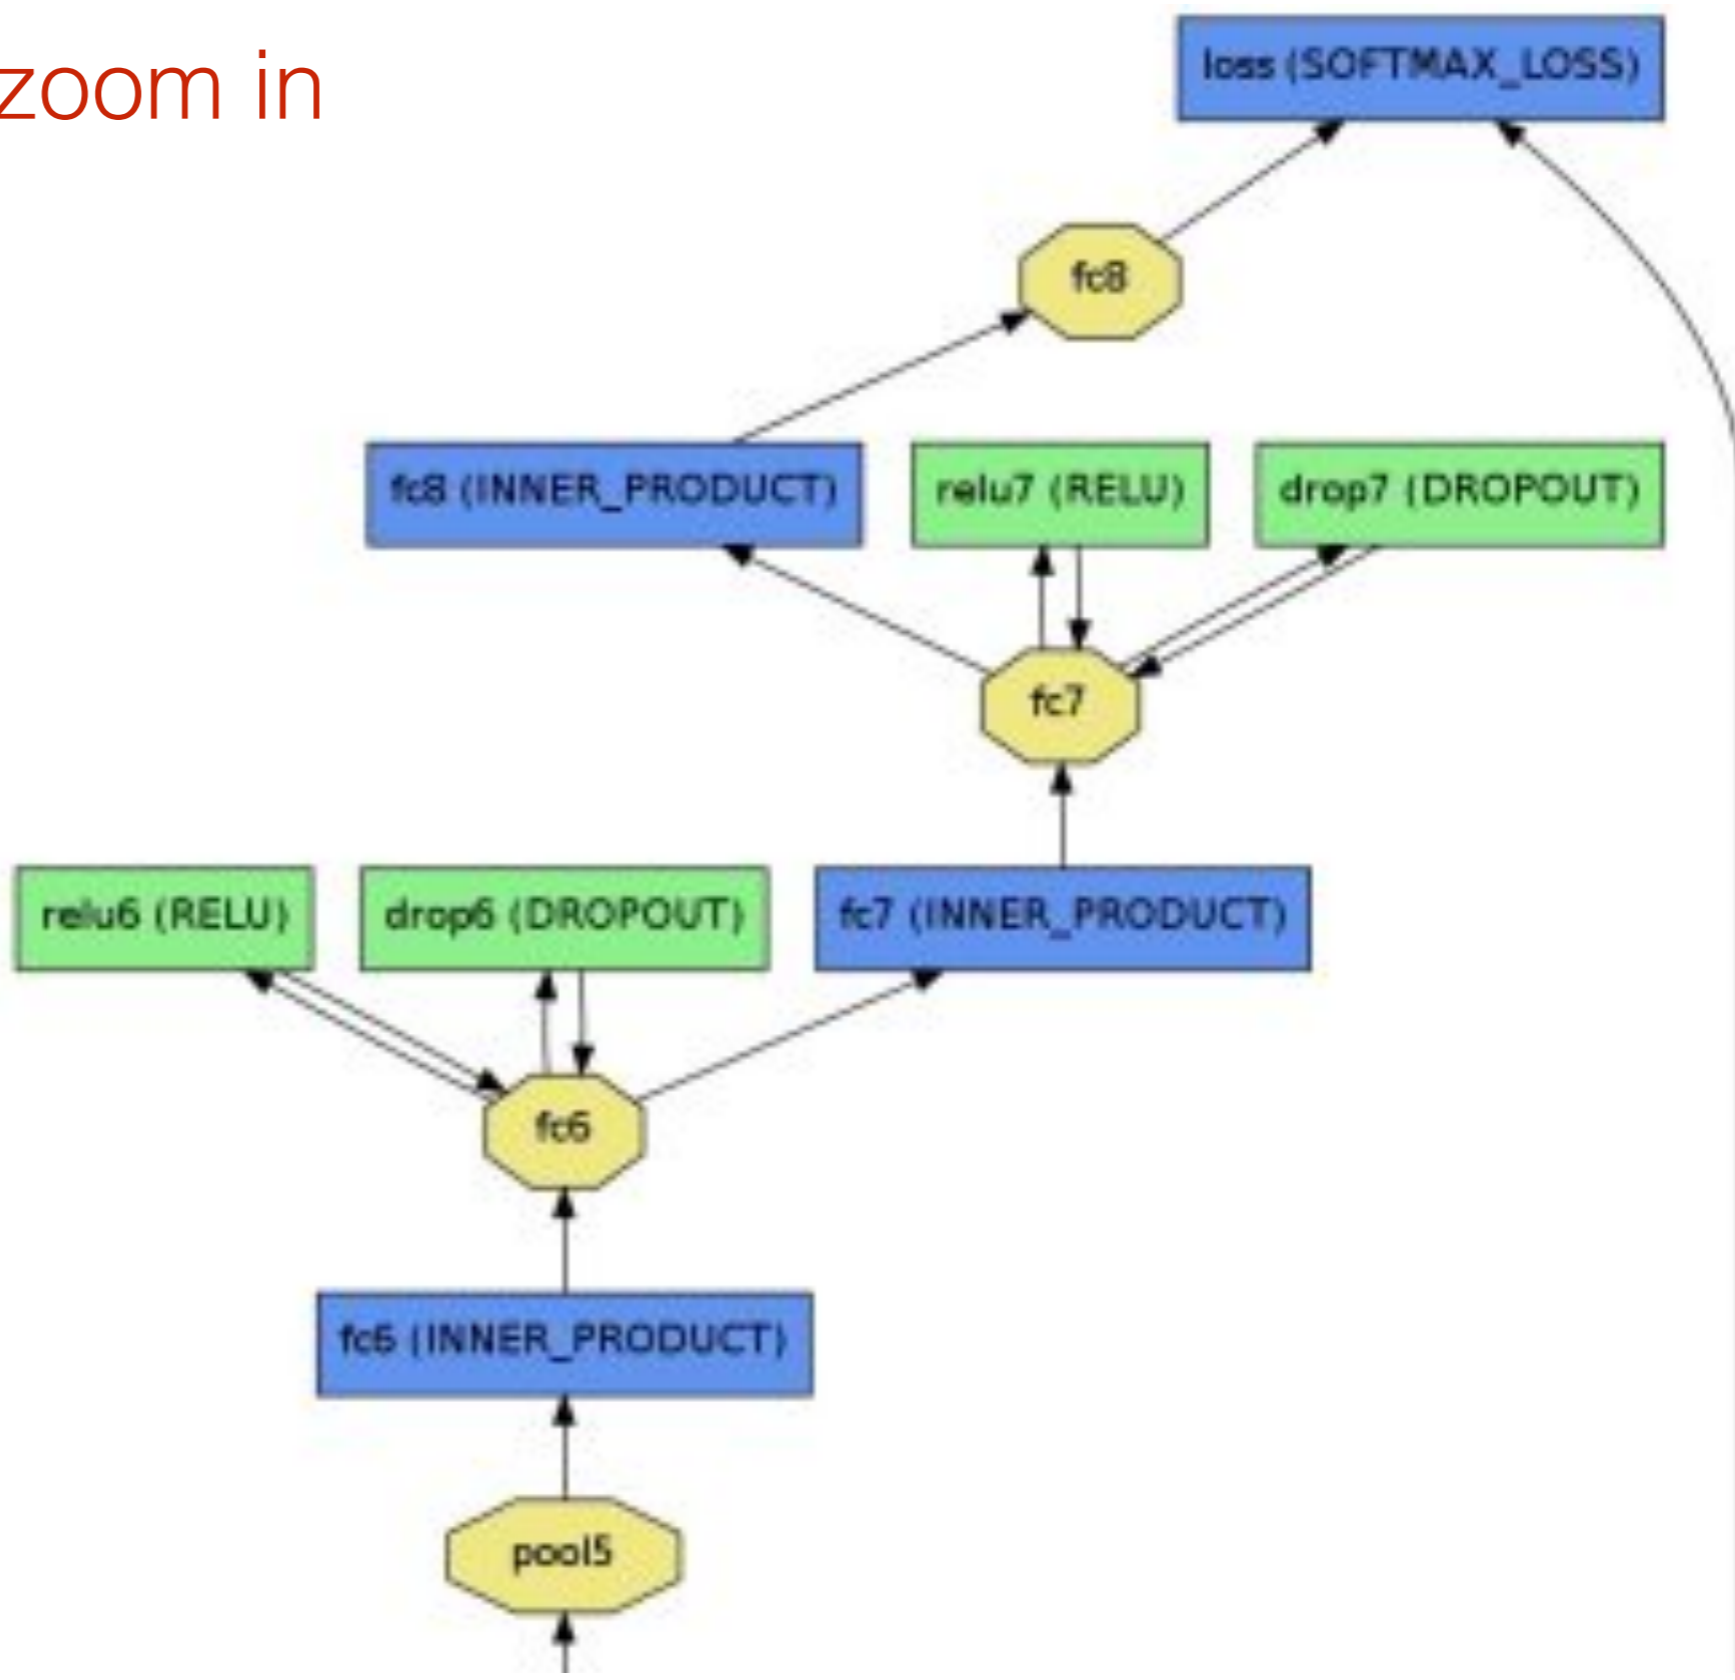 zoom in
loss (SOFTMAX_LOSS)
fc8
fc8 (INNER_PRODUCT)
relu7 (RELU)
drop7 (DROPOUT)
fc7
relu6 (RELU)
drop6 (DROPOUT)
fc7 (INNER_PRODUCT)
fc6
fc6 (INNER_PRODUCT)
pool5